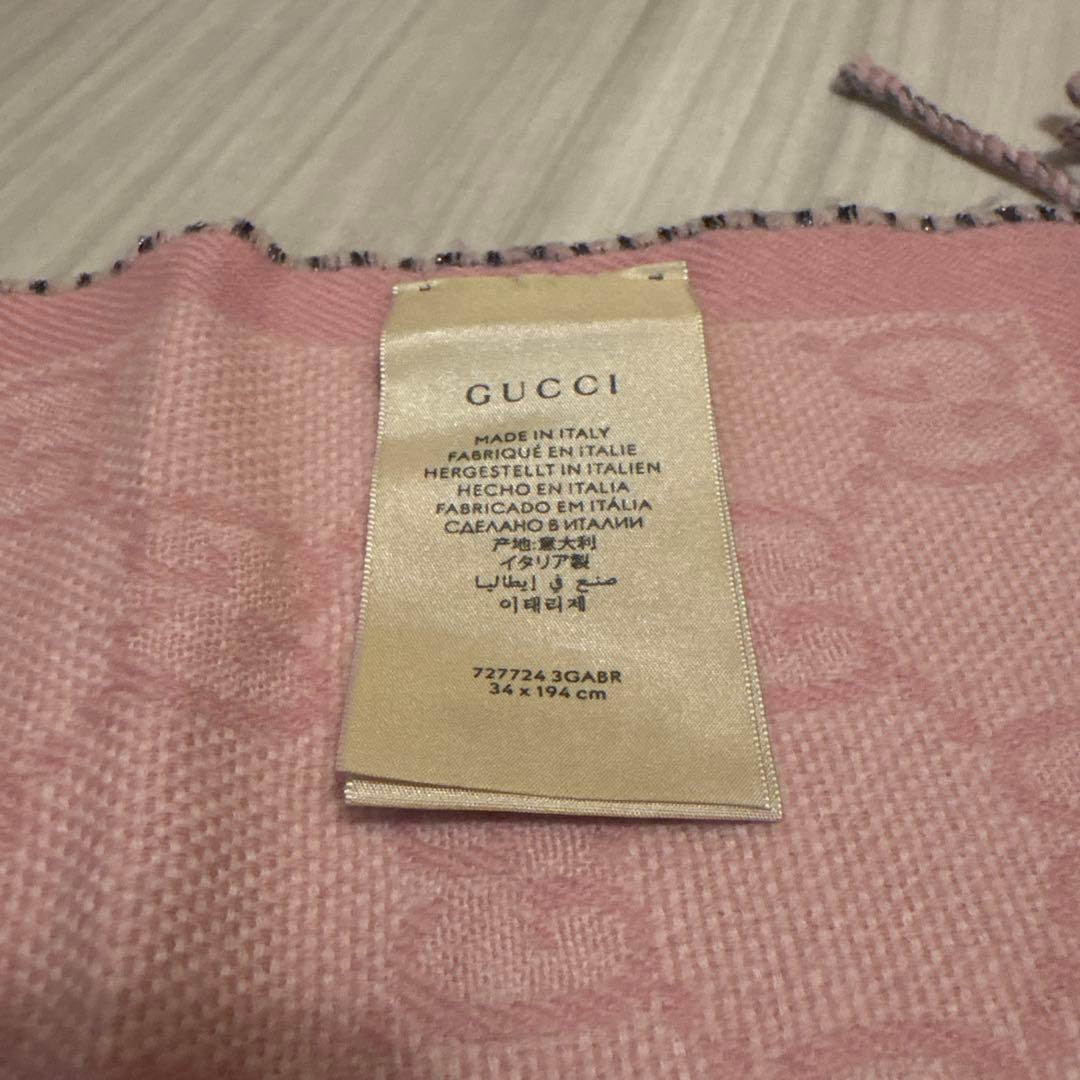 GUCCI
MADE IN ITALY
FABRIQUÉ EN ITALIE
HERGESTELLT IN ITALIEN
HECHO EN ITALIA
FABRICADO EM ITÁLIA
СДЕЛАНО В ИТАЛИИ
产地:意大利
イタリア製
صنع في إيطاليا
이태리제
727724 3GABR
34 x 194 cm